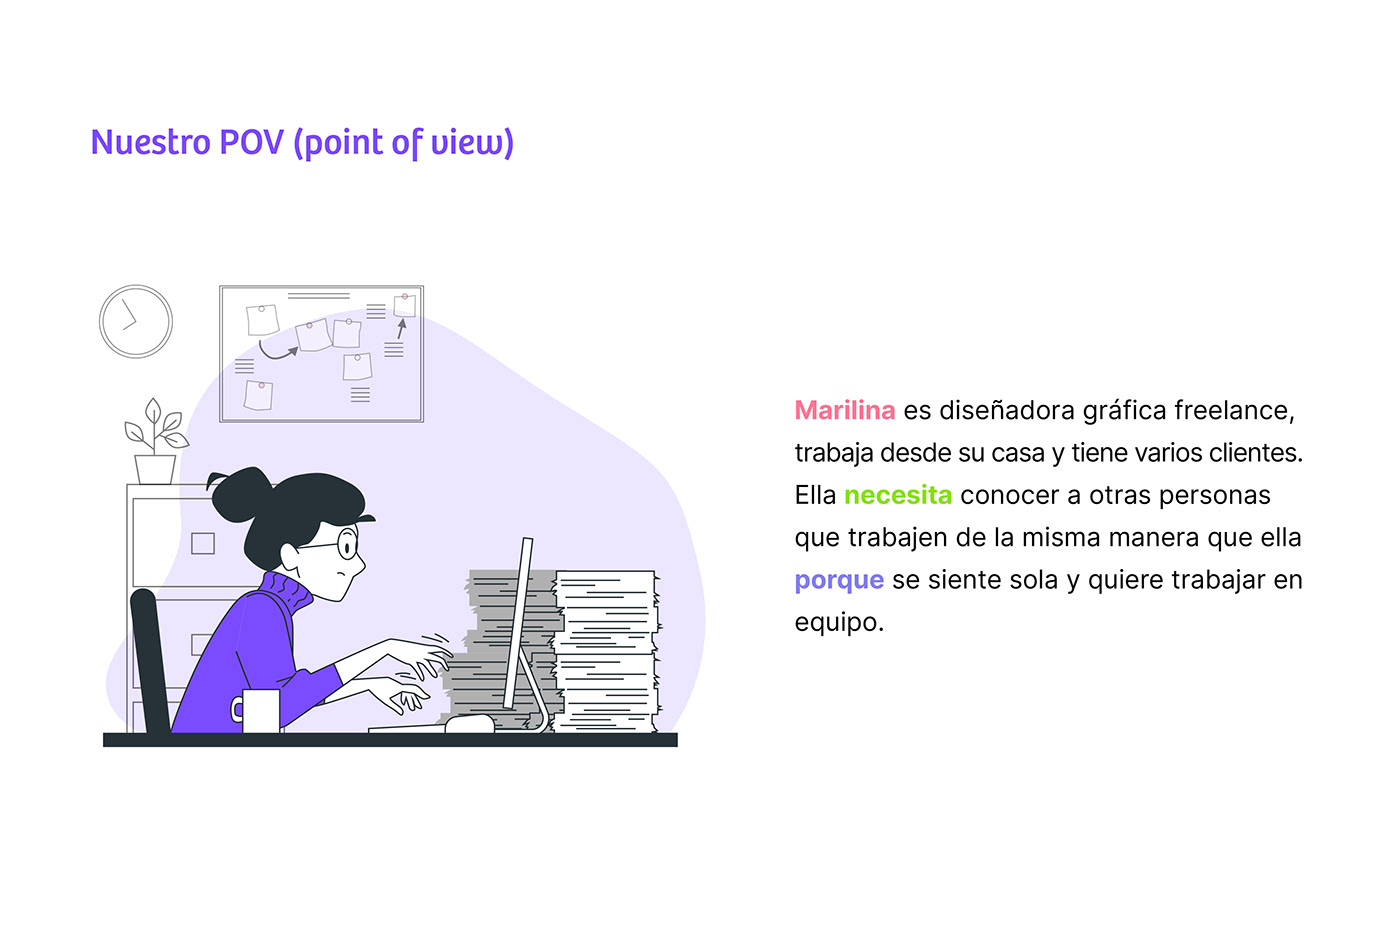 Nuestro POV (point of view)
Marilina es diseñadora gráfica freelance,
trabaja desde su casa y tiene varios clientes.
Ella necesita conocer a otras personas
que trabajen de la misma manera que ella
porque se siente sola y quiere trabajar en
equipo.